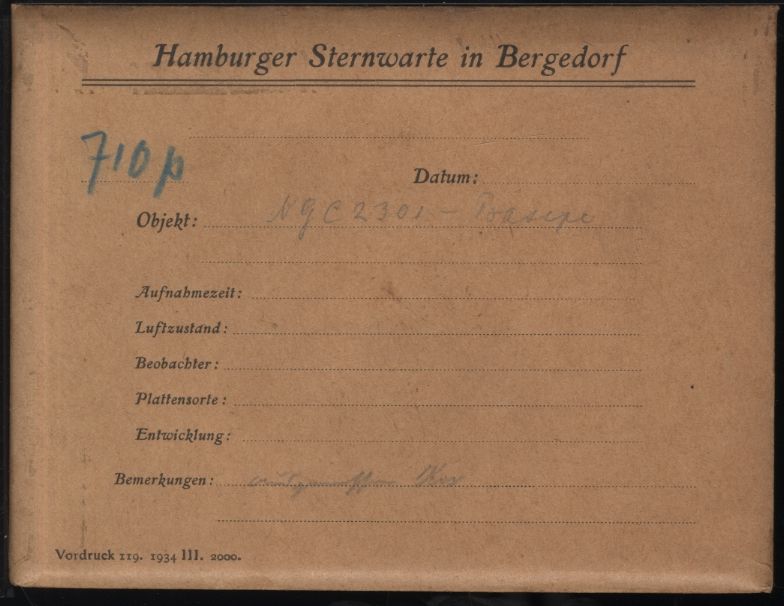 Hamburger Sternwarte in Bergedorf
710 p
Datum:
Objekt: NGC 2301 -
Aufnahmezeit:
Luftzustand:
Beobachter:
Plattensorte:
Entwicklung:
Bemerkungen:
Vordruck 119. 1934 III. 2000.